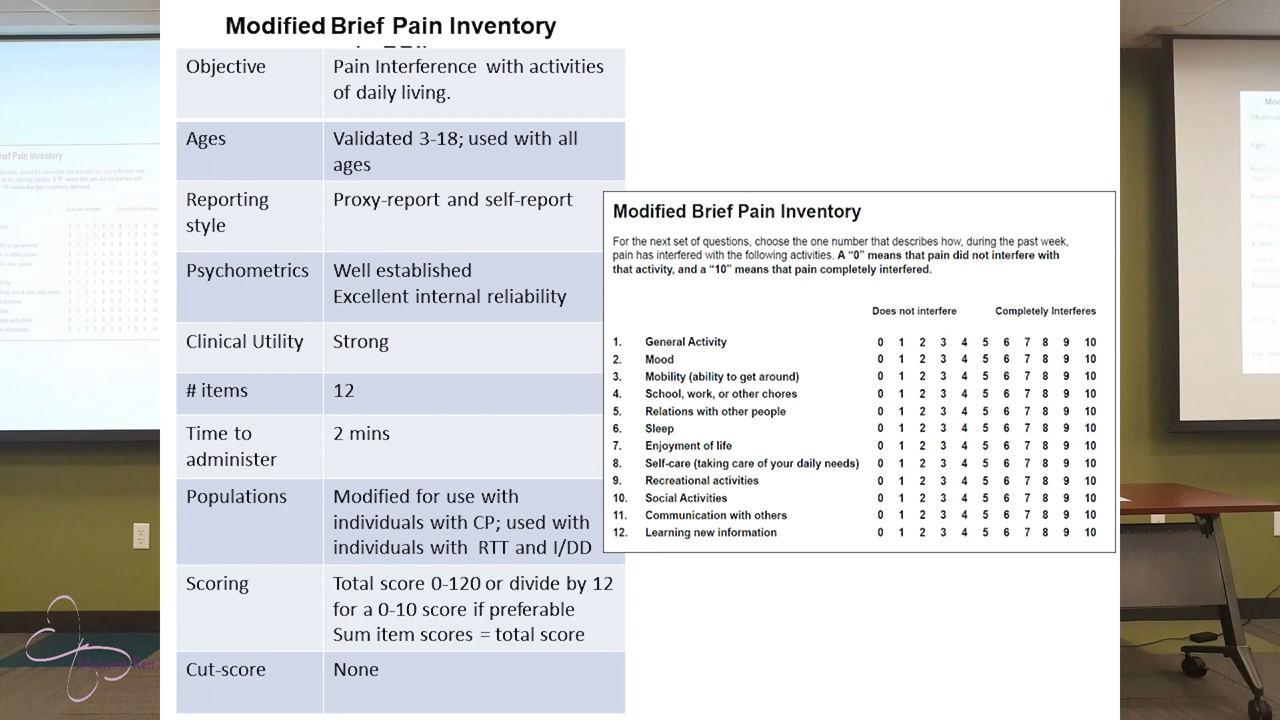 Modified Brief Pain Inventory
Objective
Pain Interference with activities
of daily living.
Ages
Validated 3-18; used with all
ages
Reporting
style
Proxy-report and self-report
Psychometrics
Well established
Excellent internal reliability
Clinical Utility
Strong
# items
12
Time to
administer
2 mins
Populations
Modified for use with
individuals with CP; used with
individuals with RTT and I/DD
Scoring
Total score 0-120 or divide by 12
for a 0-10 score if preferable
Sum item scores = total score
Cut-score
None
Modified Brief Pain Inventory
For the next set of questions, choose the one number that describes how, during the past week,
pain has interfered with the following activities. A “0” means that pain did not interfere with
that activity, and a “10” means that pain completely interfered.
Does not interfere Completely Interferes
1. General Activity 0 1 2 3 4 5 6 7 8 9 10
2. Mood 0 1 2 3 4 5 6 7 8 9 10
3. Mobility (ability to get around) 0 1 2 3 4 5 6 7 8 9 10
4. School, work, or other chores 0 1 2 3 4 5 6 7 8 9 10
5. Relations with other people 0 1 2 3 4 5 6 7 8 9 10
6. Sleep 0 1 2 3 4 5 6 7 8 9 10
7. Enjoyment of life 0 1 2 3 4 5 6 7 8 9 10
8. Self-care (taking care of your daily needs) 0 1 2 3 4 5 6 7 8 9 10
9. Recreational activities 0 1 2 3 4 5 6 7 8 9 10
10. Social Activities 0 1 2 3 4 5 6 7 8 9 10
11. Communication with others 0 1 2 3 4 5 6 7 8 9 10
12. Learning new information 0 1 2 3 4 5 6 7 8 9 10